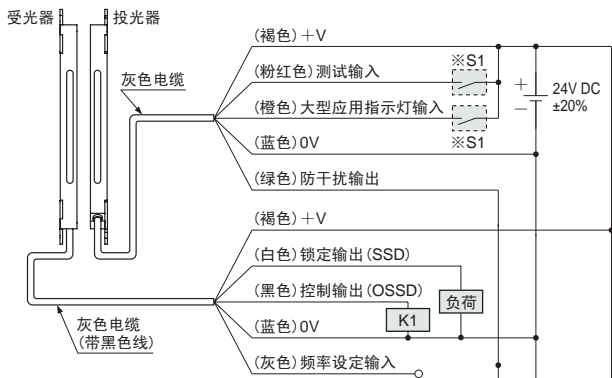 受光器 投光器
灰色电缆
(褐色)＋V
(粉红色)测试输入
※S1
(橙色)大型应用指示灯输入
※S1
(蓝色)0V
(绿色)防干扰输出
＋
－
24V DC
±20%
(褐色)＋V
(白色)锁定输出(SSD)
(黑色)控制输出(OSSD)
K1
负荷
(蓝色)0V
(灰色)频率设定输入
灰色电缆
(带黑色线)